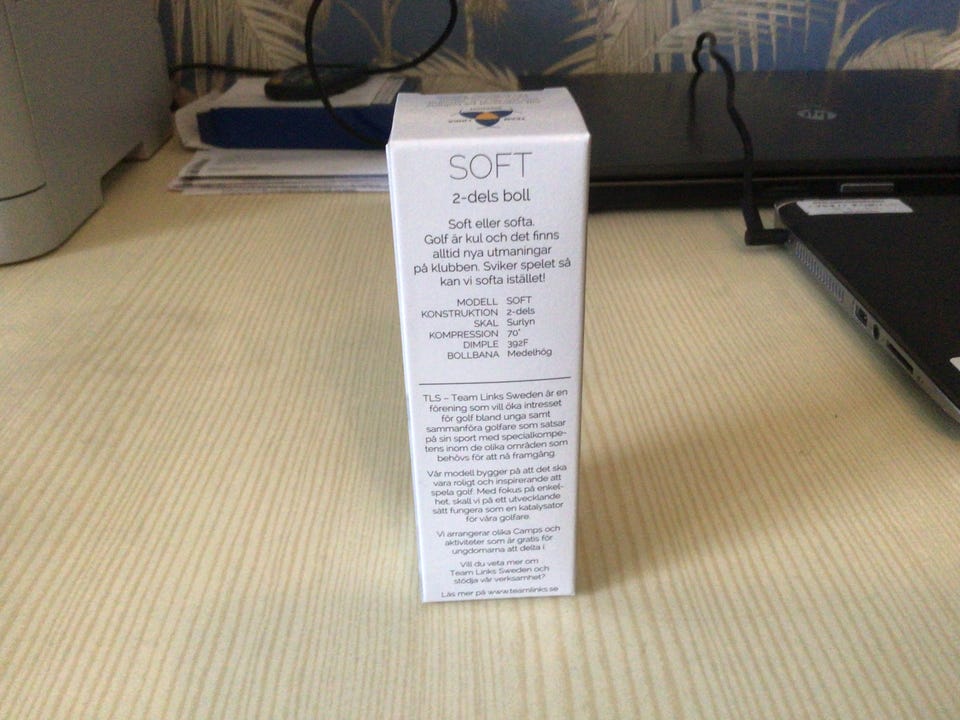 TEAM LINKS
SOFT
2-dels boll
Soft eller softa.
Golf är kul och det finns
alltid nya utmaningar
på klubben. Sviker spelet så
kan vi softa istället!
MODELL SOFT
KONSTRUKTION 2-dels
SKAL Surlyn
KOMPRESSION 70°
DIMPLE 392F
BOLLBANA Medelhög
TLS – Team Links Sweden är en
förening som vill öka intresset
för golf bland unga samt
sammanföra golfare som satsar
på sin sport med specialkompe-
tens inom de olika områden som
behövs för att nå framgång.
Vår modell bygger på att det ska
vara roligt och inspirerande att
spela golf. Med fokus på enkel-
het, skall vi på ett utvecklande
sätt fungera som en katalysator
för våra golfare.
Vi arrangerar olika Camps och
aktiviteter som är gratis för
ungdomarna att delta i.
Vill du veta mer om
Team Links Sweden och
stödja vår verksamhet?
Läs mer på www.teamlinks.se
hp